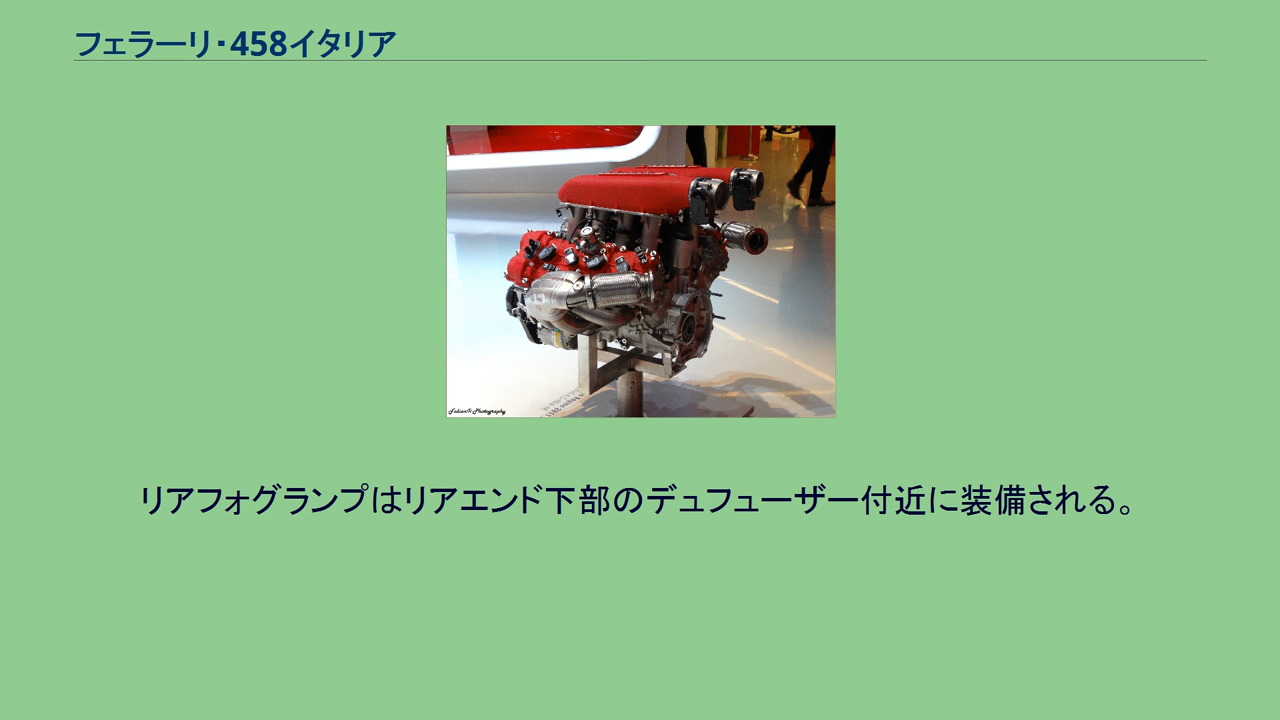 フェラーリ・458イタリア
リアフォグランプはリアエンド下部のデュフューザー付近に装備される。